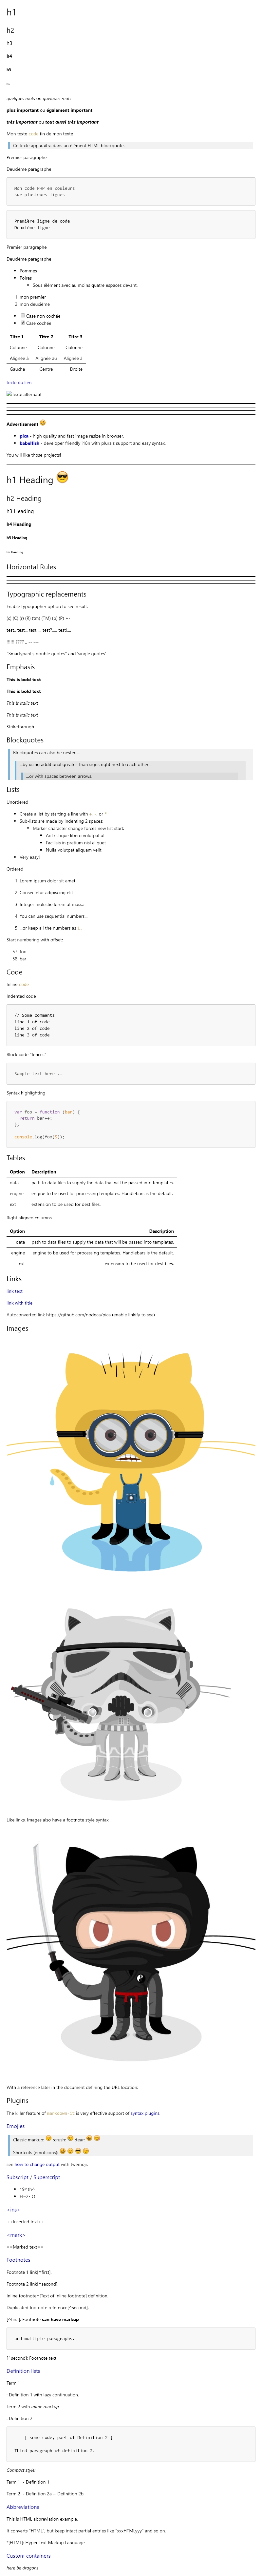 h1
h2
h3
h4
h5
h6
quelques mots ou quelques mots
plus important ou également important
très important ou tout aussi très important
Mon texte code fin de mon texte
Ce texte apparaîtra dans un élément HTML blockquote.
Premier paragraphe
Deuxième paragraphe
Mon code PHP en couleurs
sur plusieurs lignes
Première ligne de code
Deuxième ligne
Premier paragraphe
Deuxième paragraphe
Pommes
Poires
Sous élément avec au moins quatre espaces devant.
1. mon premier
2. mon deuxième
Case non cochée
Case cochée
Titre 1 Titre 2 Titre 3
Colonne Colonne Colonne
Alignée à Alignée au Alignée à
Gauche Centre Droite
texte du lien
Texte alternatif
Advertisement
pica - high quality and fast image resize in browser.
babelfish - developer friendly i18n with plurals support and easy syntax.
You will like those projects!
h1 Heading
h2 Heading
h3 Heading
h4 Heading
h5 Heading
h6 Heading
Horizontal Rules
Typographic replacements
Enable typographer option to see result.
(c) (C) (r) (R) (tm) (TM) (p) (P) +-
test.. test... test..... test?..... test!....
!!!!!! ???? ,, -- ---
"Smartypants, double quotes" and 'single quotes'
Emphasis
This is bold text
This is bold text
This is italic text
This is italic text
Strikethrough
Blockquotes
Blockquotes can also be nested...
...by using additional greater-than signs right next to each other...
...or with spaces between arrows.
Lists
Unordered
Create a list by starting a line with +, -, or *
Sub-lists are made by indenting 2 spaces:
Marker character change forces new list start:
Ac tristique libero volutpat at
Facilisis in pretium nisl aliquet
Nulla volutpat aliquam velit
Very easy!
Ordered
1. Lorem ipsum dolor sit amet
2. Consectetur adipiscing elit
3. Integer molestie lorem at massa
4. You can use sequential numbers...
5. ...or keep all the numbers as 1.
Start numbering with offset:
57. foo
58. bar
Code
Inline code
Indented code
// Some comments
line 1 of code
line 2 of code
line 3 of code
Block code "fences"
Sample text here...
Syntax highlighting
var foo = function (bar) {
return bar++;
};
console.log(foo(5));
Tables
Option Description
data path to data files to supply the data that will be passed into templates.
engine engine to be used for processing templates. Handlebars is the default.
ext extension to be used for dest files.
Right aligned columns
Option Description
data path to data files to supply the data that will be passed into templates.
engine engine to be used for processing templates. Handlebars is the default.
ext extension to be used for dest files.
Links
link text
link with title
Autoconverted link https://github.com/nodeca/pica (enable linkify to see)
Images
Like links, Images also have a footnote style syntax
With a reference later in the document defining the URL location:
Plugins
The killer feature of markdown-it is very effective support of syntax plugins.
Emojies
Classic markup: crush: tear:
Shortcuts (emoticons):
see how to change output with twemoji.
Subscript / Superscript
19^th^
H~2~O
<ins>
++Inserted text++
<mark>
==Marked text==
Footnotes
Footnote 1 link[^first].
Footnote 2 link[^second].
Inline footnote^[Text of inline footnote] definition.
Duplicated footnote reference[^second].
[^first]: Footnote can have markup
and multiple paragraphs.
[^second]: Footnote text.
Definition lists
Term 1
: Definition 1 with lazy continuation.
Term 2 with inline markup
: Definition 2
{ some code, part of Definition 2 }
Third paragraph of definition 2.
Compact style:
Term 1 ~ Definition 1
Term 2 ~ Definition 2a ~ Definition 2b
Abbreviations
This is HTML abbreviation example.
It converts "HTML", but keep intact partial entries like "xxxHTMLyyy" and so on.
*[HTML]: Hyper Text Markup Language
Custom containers
here be dragons